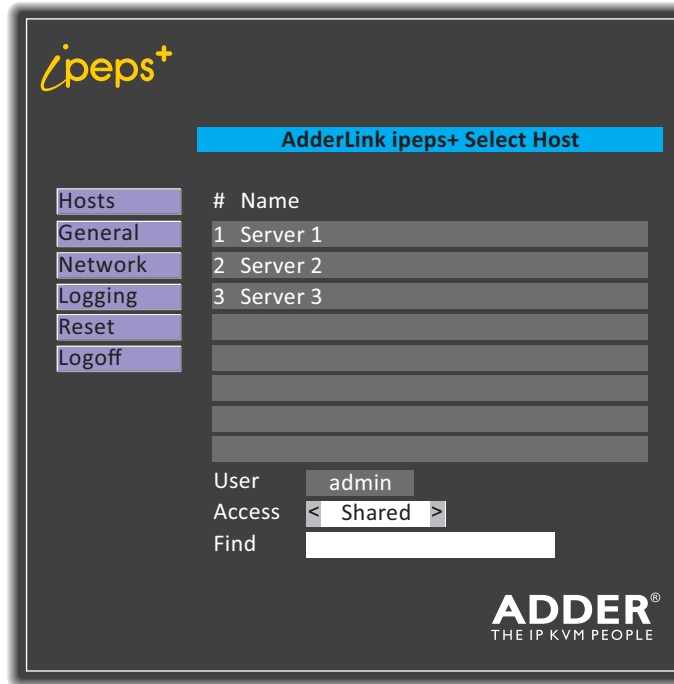 ipeps+
AdderLink ipeps+ Select Host
Hosts
General
Network
Logging
Reset
Logoff
# Name
1 Server 1
2 Server 2
3 Server 3
User admin
Access < Shared >
Find
ADDER®
THE IP KVM PEOPLE